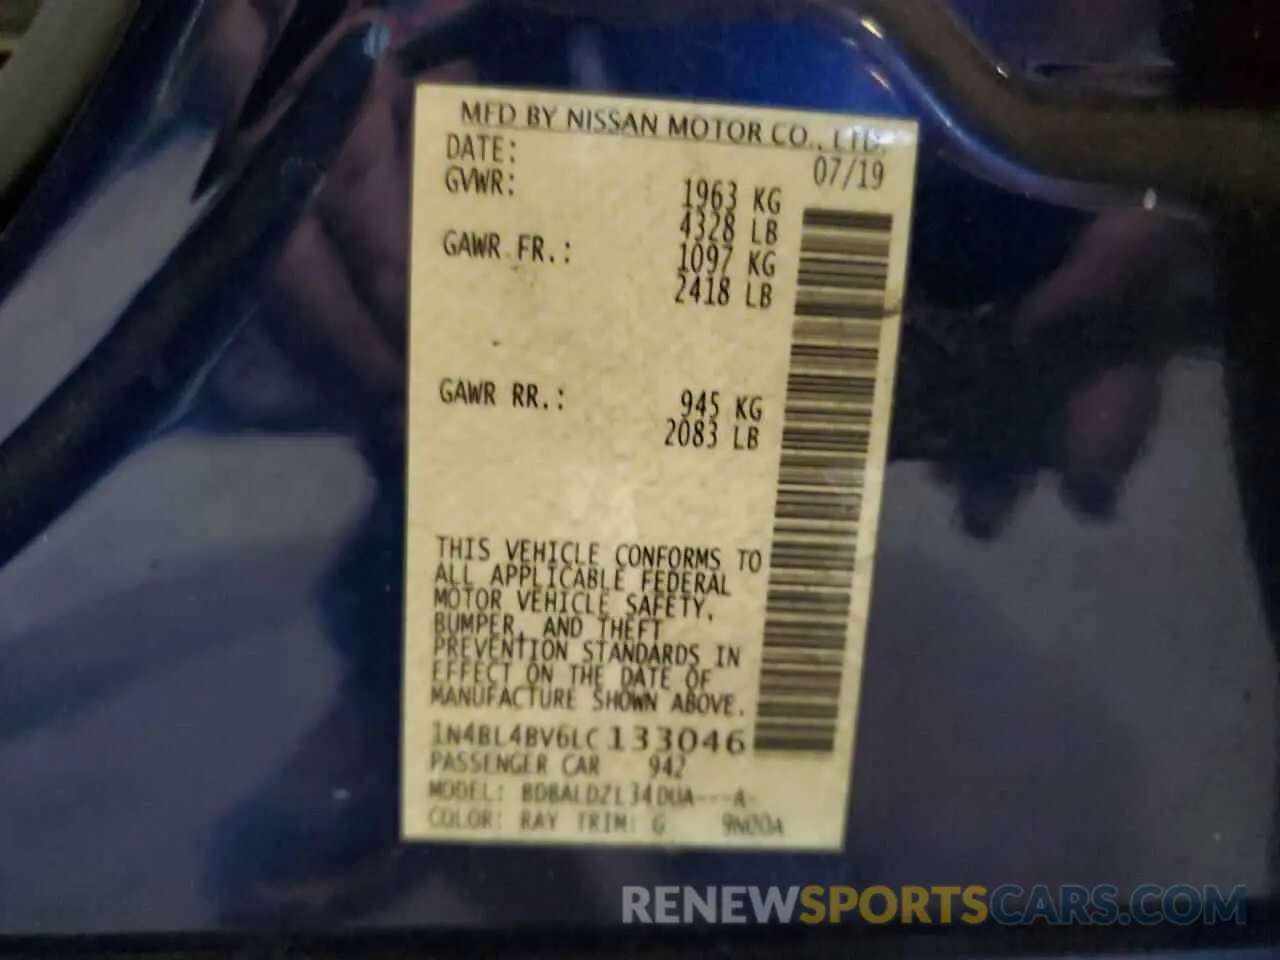 MFD BY NISSAN MOTOR CO., LTD.
DATE: 07/19
GVWR: 1963 KG
4328 LB
GAWR FR.: 1097 KG
2418 LB
GAWR RR.: 945 KG
2083 LB
THIS VEHICLE CONFORMS TO
ALL APPLICABLE FEDERAL
MOTOR VEHICLE SAFETY,
BUMPER, AND THEFT
PREVENTION STANDARDS IN
EFFECT ON THE DATE OF
MANUFACTURE SHOWN ABOVE.
1N4BL4BV6LC133046
PASSENGER CAR 942
MODEL: BDBALDZL34DUA---A-
COLOR: RAY TRIM: G 9N00A
RENEWSPORTSCARS.COM